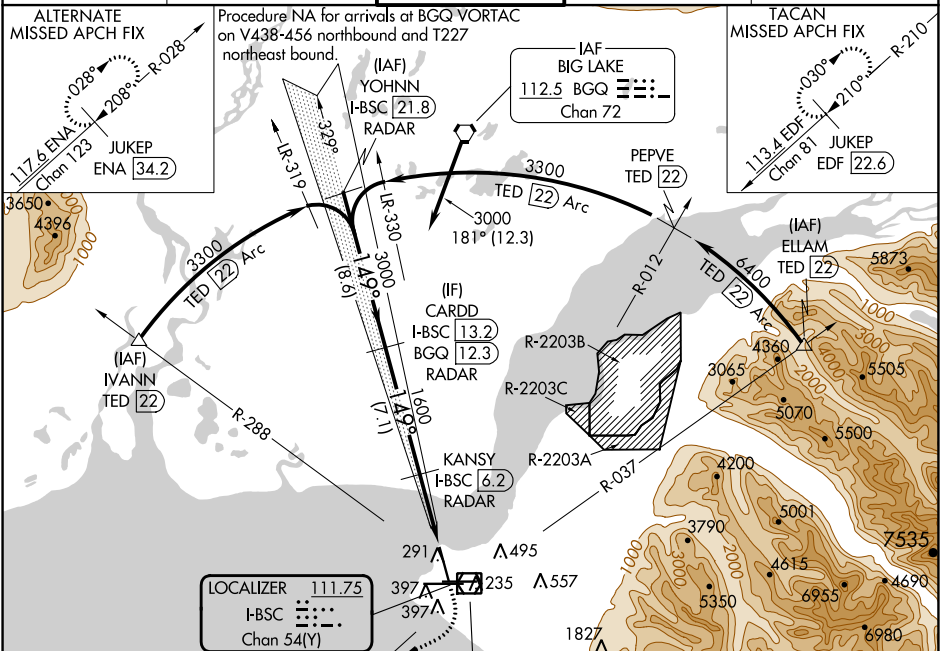 ALTERNATE
MISSED APCH FIX
028°
208°
R-028
117.6 ENA
Chan 123
JUKEP
ENA 34.2
Procedure NA for arrivals at BGQ VORTAC
on V438-456 northbound and T227
northeast bound.
(IAF)
YOHNN
I-BSC 21.8
RADAR
IAF
BIG LAKE
112.5 BGQ
Chan 72
TACAN
MISSED APCH FIX
030°
210°
R-210
113.4 EDF
Chan 81
JUKEP
EDF 22.6
329°
LR-319
LR-330
3300
TED 22 Arc
3000
181° (12.3)
PEPVE
TED 22
R-012
6400
TED 22 Arc
(IAF)
ELLAM
TED 22
5873
3650
4396
1000
3300
TED 22 Arc
3000
149°
(8.6)
(IF)
CARDD
I-BSC 13.2
BGQ 12.3
RADAR
(IAF)
IVANN
TED 22
R-288
1600
149°
(7.1)
KANSY
I-BSC 6.2
RADAR
R-2203B
R-2203C
R-2203A
R-037
1000
3000
4360
4000
2000
3065
5505
5070
5500
4200
5001
3790
2000
1000
3000
4615
5350
6955
7535
4690
6980
1827
291
495
397
235
557
397
LOCALIZER 111.75
I-BSC
Chan 54(Y)